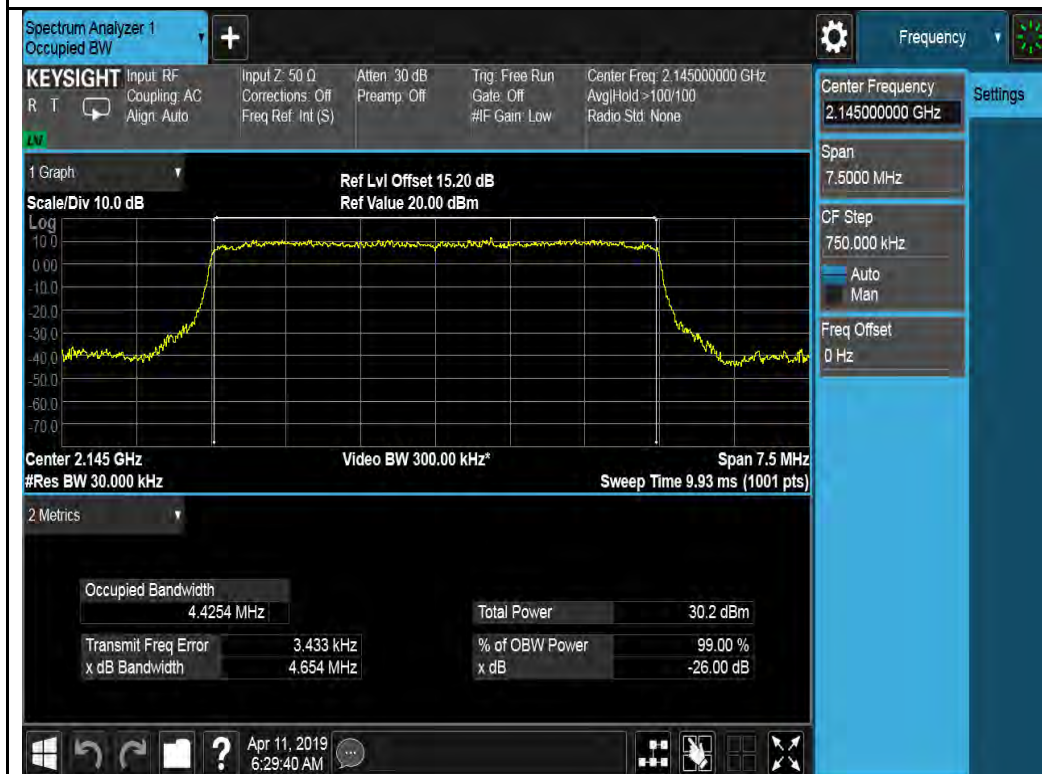 Spectrum Analyzer 1
Occupied BW
+
Frequency
KEYSIGHT
R T
LXI
Input: RF
Coupling: AC
Align: Auto
Input Z: 50 Ω
Corrections: Off
Freq Ref: Int (S)
Atten: 30 dB
Preamp: Off
Trig: Free Run
Gate: Off
#IF Gain: Low
Center Freq: 2.145000000 GHz
Avg|Hold >100/100
Radio Std: None
Center Frequency
2.145000000 GHz
Settings
Span
7.5000 MHz
CF Step
750.000 kHz
Auto
Man
Freq Offset
0 Hz
1 Graph
Scale/Div 10.0 dB
Ref Lvl Offset 15.20 dB
Ref Value 20.00 dBm
Log
10.0
0.00
-10.0
-20.0
-30.0
-40.0
-50.0
-60.0
-70.0
Center 2.145 GHz
#Res BW 30.000 kHz
Video BW 300.00 kHz*
Span 7.5 MHz
Sweep Time 9.93 ms (1001 pts)
2 Metrics
Occupied Bandwidth
4.4254 MHz
Total Power 30.2 dBm
Transmit Freq Error 3.433 kHz
% of OBW Power 99.00 %
x dB Bandwidth 4.654 MHz
x dB -26.00 dB
?
Apr 11, 2019
6:29:40 AM